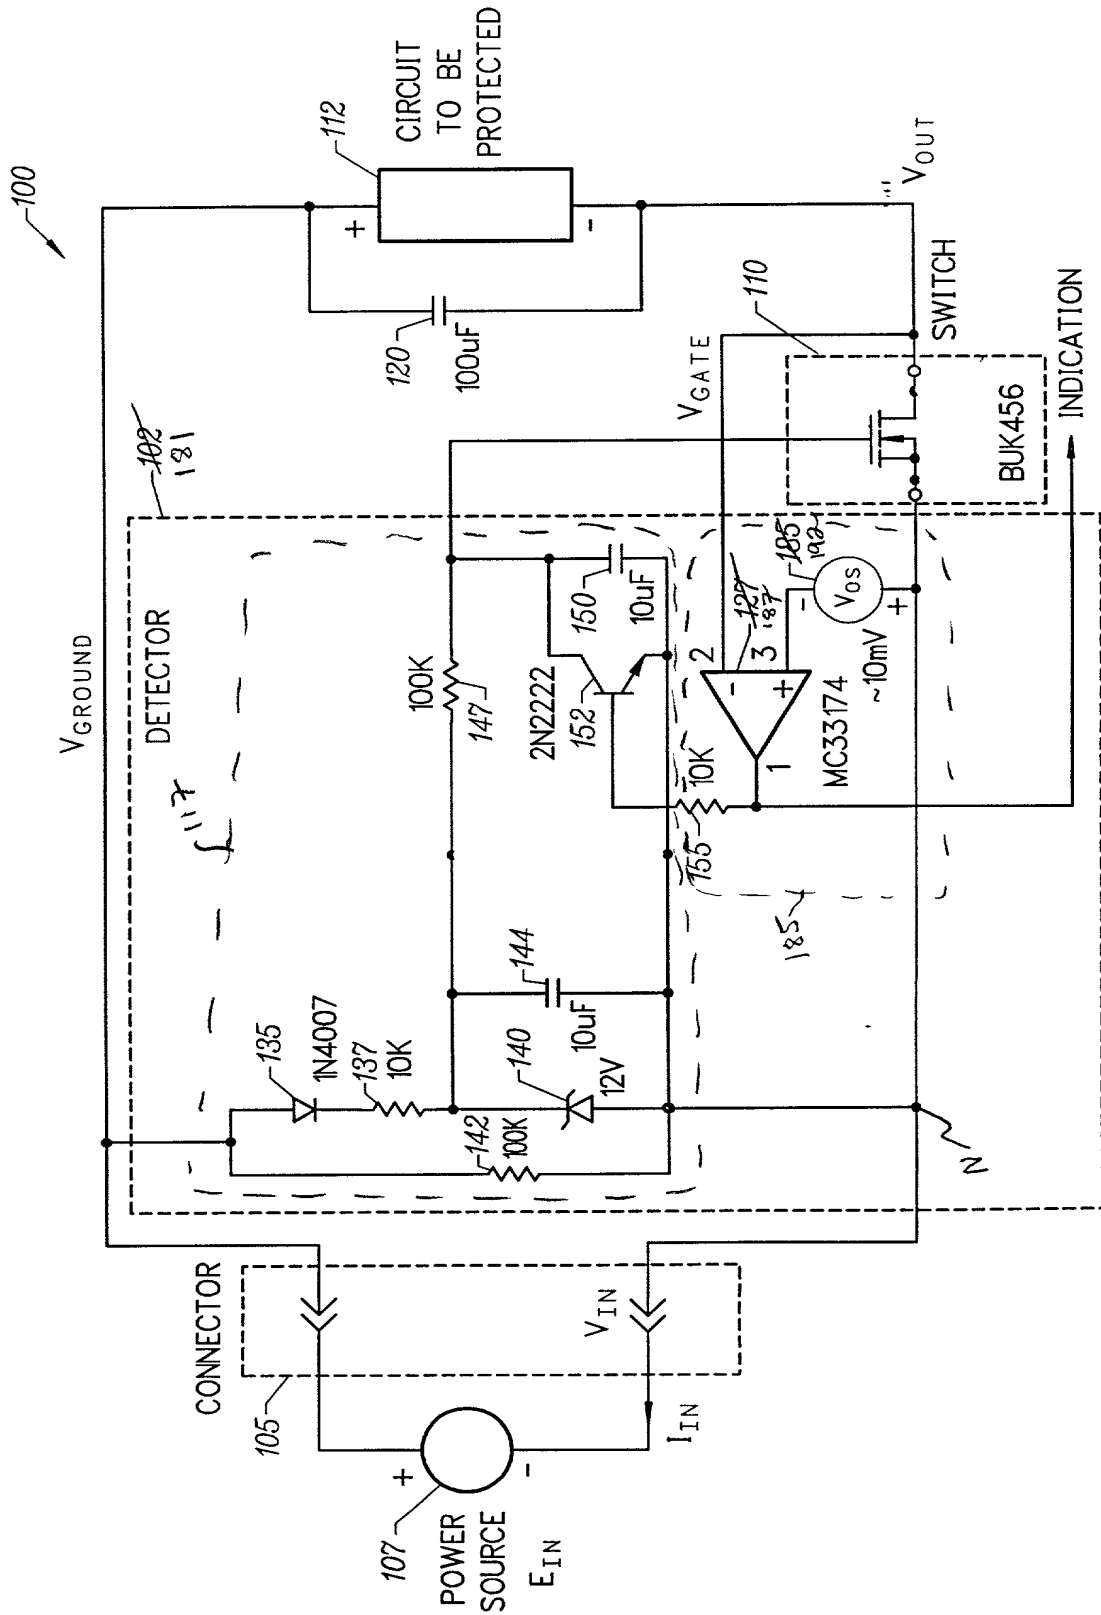 100
VGROUND
102
181
DETECTOR
117
CONNECTOR
105
107
POWER
SOURCE
EIN
+
-
VIN
IIN
135
1N4007
137
10K
142
100K
140
12V
144
10uF
100K
147
2N2222
152
150
10uF
155
10K
185
127
187
2
3
1
-
+
MC33174
185
192
VOS
-
+
~10mV
N
VGATE
110
SWITCH
BUK456
INDICATION
120
100uF
112
+
-
CIRCUIT
TO BE
PROTECTED
VOUT